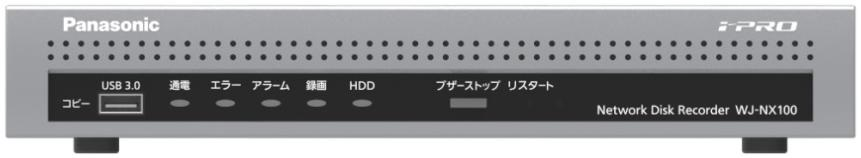 Panasonic
i-PRO
USB 3.0 通電 エラー アラーム 録画 HDD ブザーストップ リスタート
コピー
Network Disk Recorder WJ-NX100